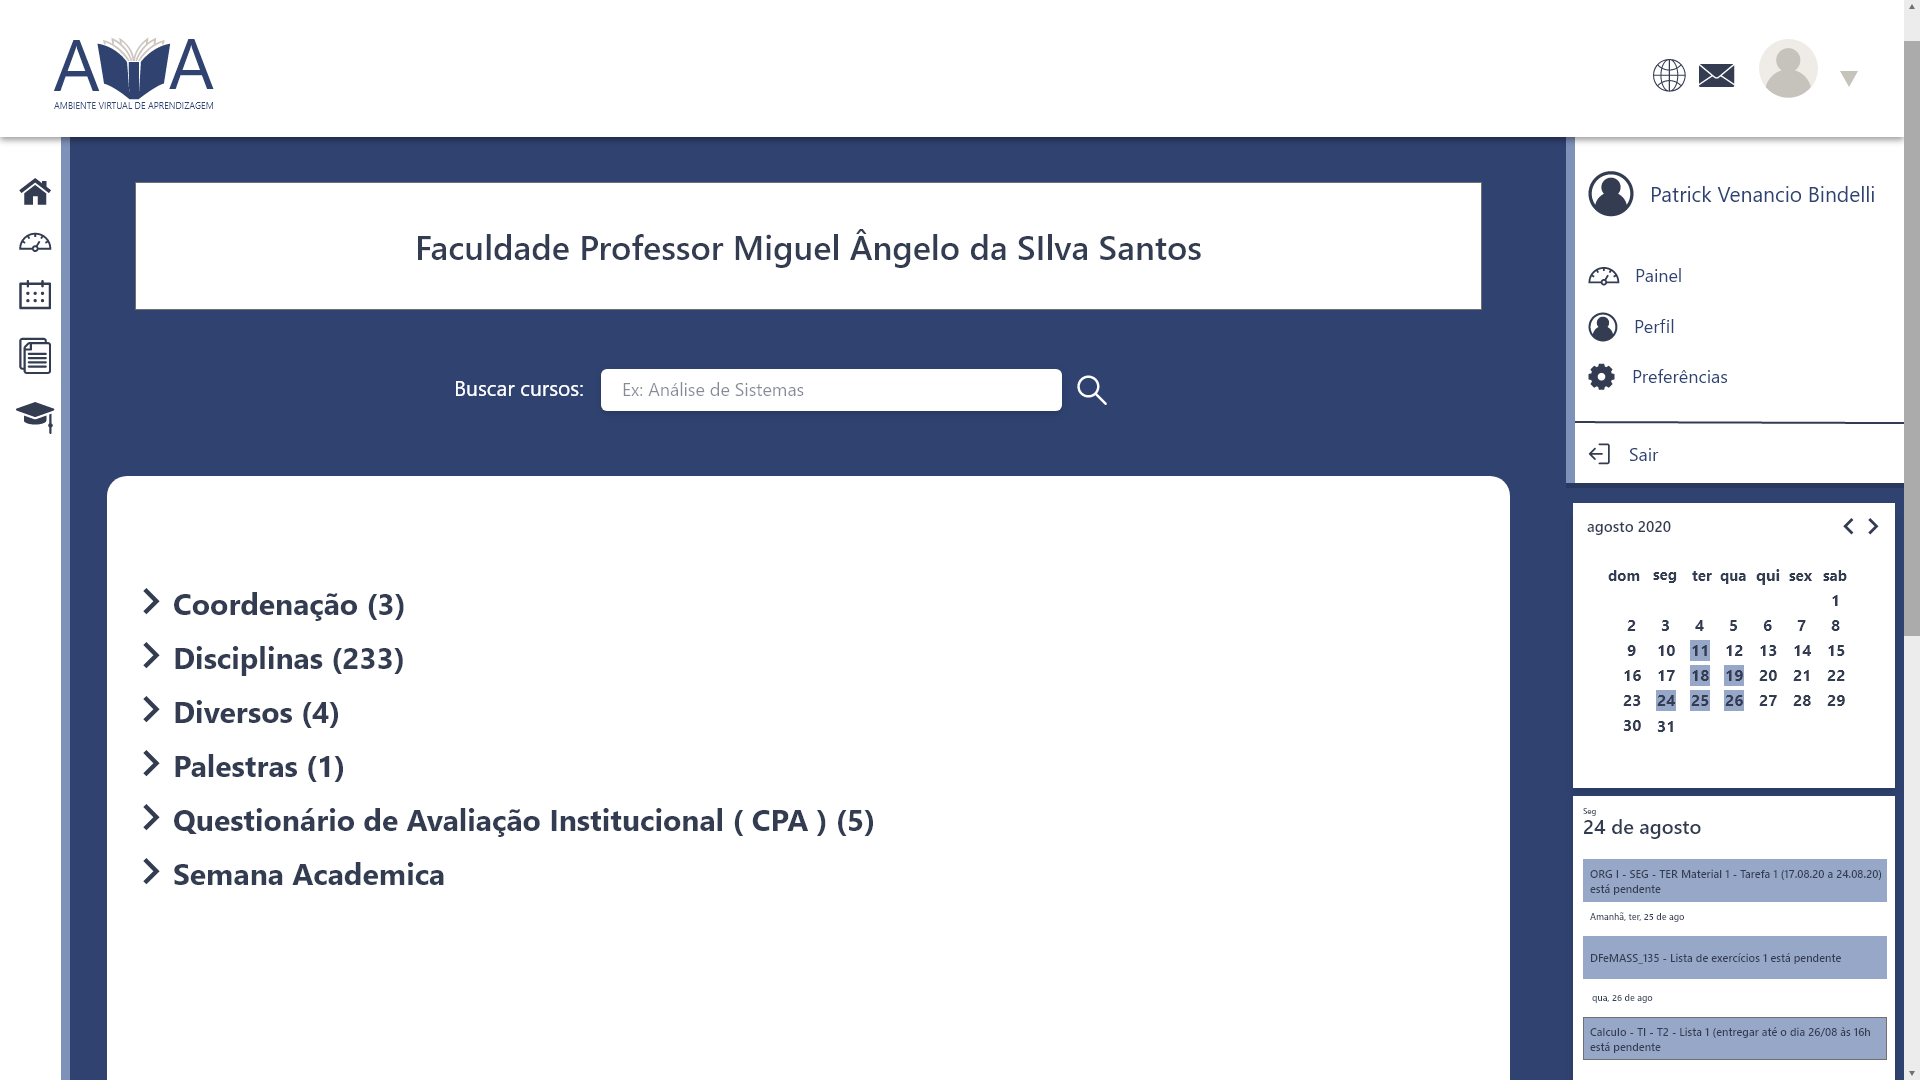 A A
AMBIENTE VIRTUAL DE APRENDIZAGEM
Faculdade Professor Miguel Ângelo da SIlva Santos
Buscar cursos:
Ex: Análise de Sistemas
Coordenação (3)
Disciplinas (233)
Diversos (4)
Palestras (1)
Questionário de Avaliação Institucional ( CPA ) (5)
Semana Academica
Patrick Venancio Bindelli
Painel
Perfil
Preferências
Sair
agosto 2020
dom seg ter qua qui sex sab
1
2 3 4 5 6 7 8
9 10 11 12 13 14 15
16 17 18 19 20 21 22
23 24 25 26 27 28 29
30 31
Seg
24 de agosto
ORG I - SEG - TER Material 1 - Tarefa 1 (17.08.20 a 24.08.20)
está pendente
Amanhã, ter, 25 de ago
DFeMASS_135 - Lista de exercícios 1 está pendente
qua, 26 de ago
Calculo - TI - T2 - Lista 1 (entregar até o dia 26/08 ás 16h
está pendente